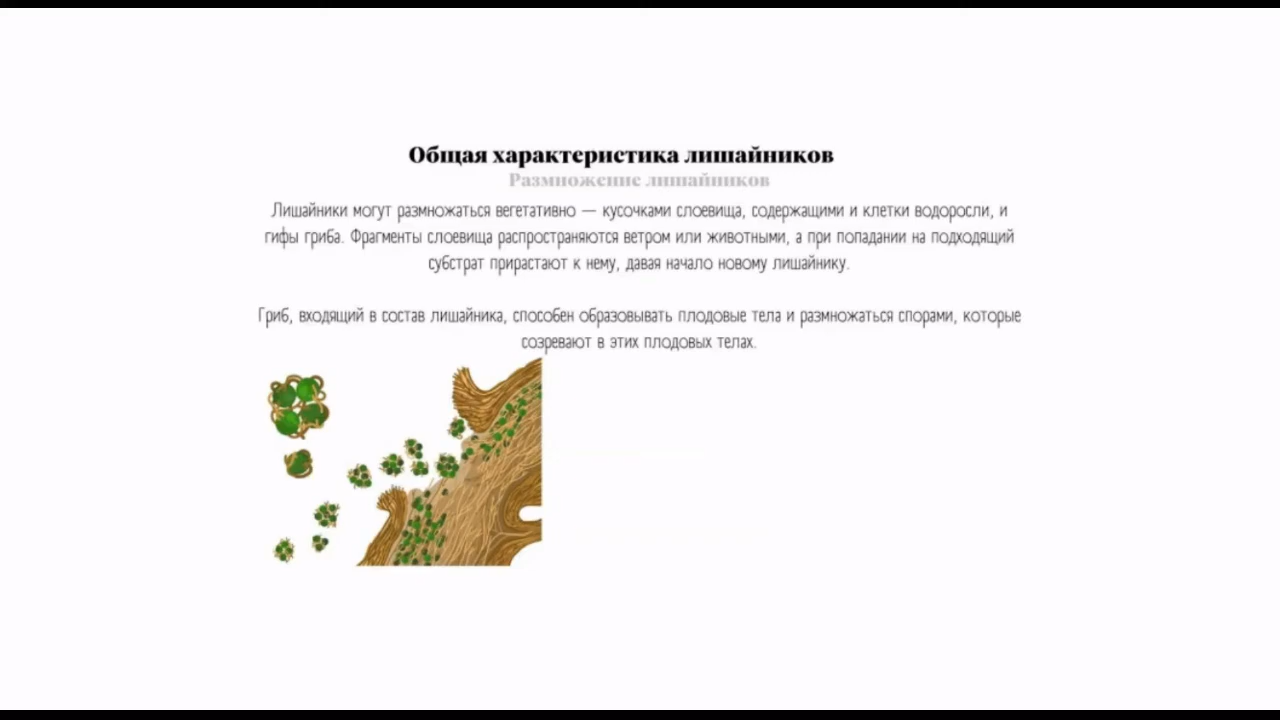 Общая характеристика лишайников
Размножение лишайников
Лишайники могут размножаться вегетативно — кусочками слоевища, содержащими и клетки водоросли, и
гифы гриба. Фрагменты слоевища распространяются ветром или животными, а при попадании на подходящий
субстрат прирастают к нему, давая начало новому лишайнику.
Гриб, входящий в состав лишайника, способен образовывать плодовые тела и размножаться спорами, которые
созревают в этих плодовых телах.